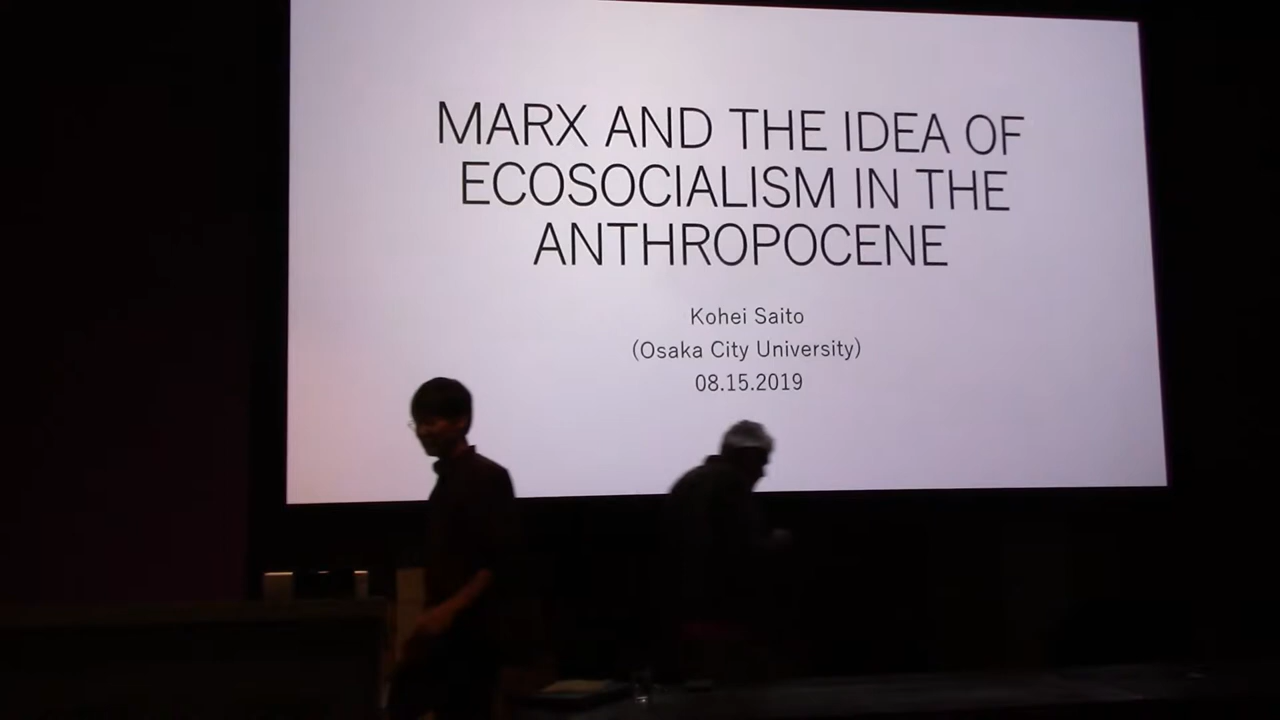 MARX AND THE IDEA OF
ECOSOCIALISM IN THE
ANTHROPOCENE
Kohei Saito
(Osaka City University)
08.15.2019